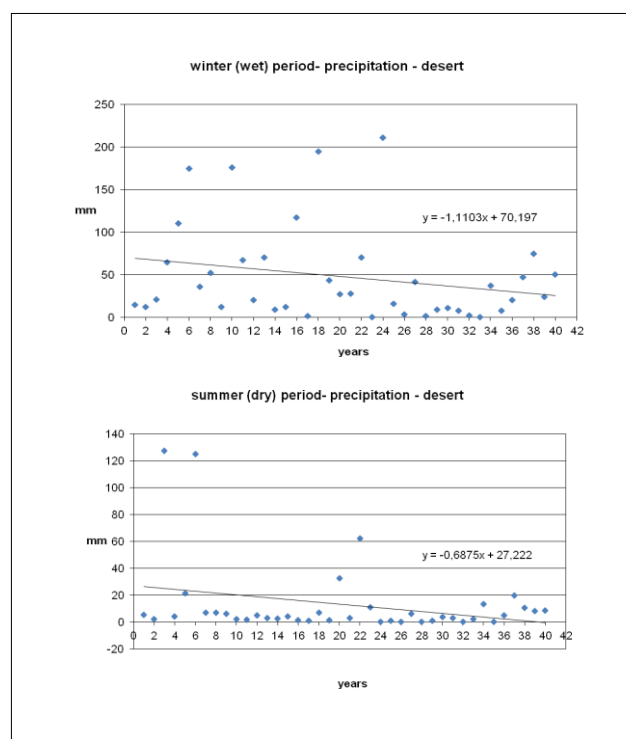 winter (wet) period- precipitation - desert
250
200
150
mm
y = -1,1103x + 70,197
100
50
0
0 2 4 6 8 10 12 14 16 18 20 22 24 26 28 30 32 34 36 38 40 42
years
summer (dry) period- precipitation - desert
140
120
100
80
mm
60
y = -0,6875x + 27,222
40
20
0
0 2 4 6 8 10 12 14 16 18 20 22 24 26 28 30 32 34 36 38 40 42
-20
years